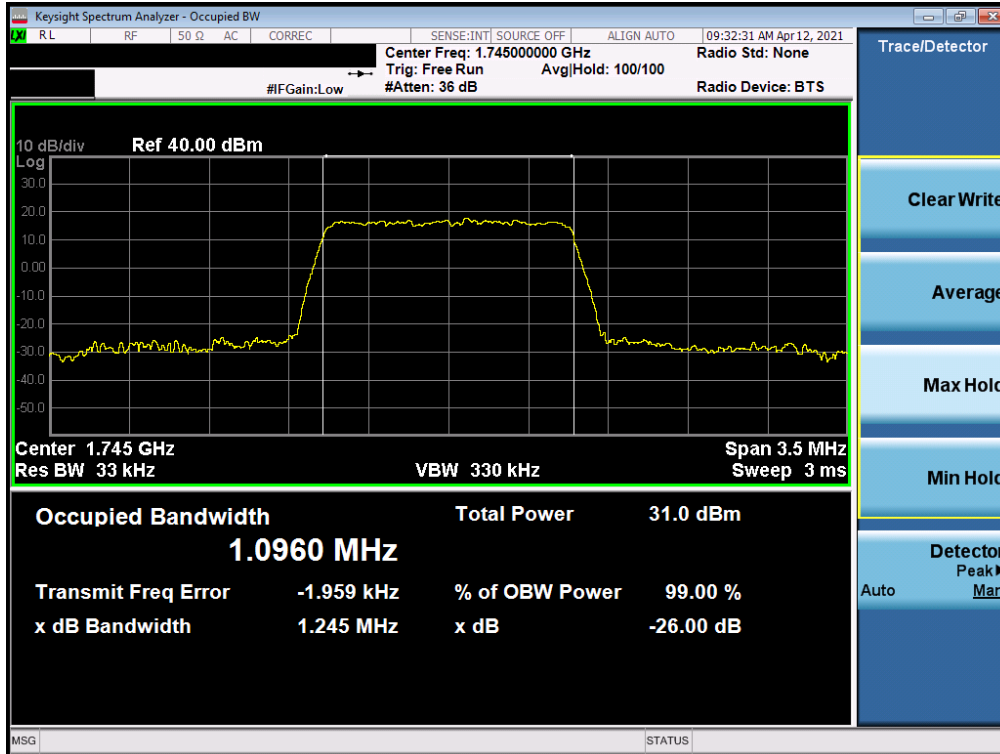 Keysight Spectrum Analyzer - Occupied BW
LXI RL RF 50 Ω AC CORREC SENSE:INT SOURCE OFF ALIGN AUTO 09:32:31 AM Apr 12, 2021
Center Freq: 1.745000000 GHz Radio Std: None
Trig: Free Run Avg|Hold: 100/100
#IFGain:Low #Atten: 36 dB Radio Device: BTS
Trace/Detector
10 dB/div Ref 40.00 dBm
Log
30.0
20.0
10.0
0.00
-10.0
-20.0
-30.0
-40.0
-50.0
Center 1.745 GHz Span 3.5 MHz
Res BW 33 kHz VBW 330 kHz Sweep 3 ms
Occupied Bandwidth Total Power 31.0 dBm
1.0960 MHz
Transmit Freq Error -1.959 kHz % of OBW Power 99.00 %
x dB Bandwidth 1.245 MHz x dB -26.00 dB
Clear Write
Average
Max Hold
Min Hold
Detector
Peak
Auto Man
MSG STATUS